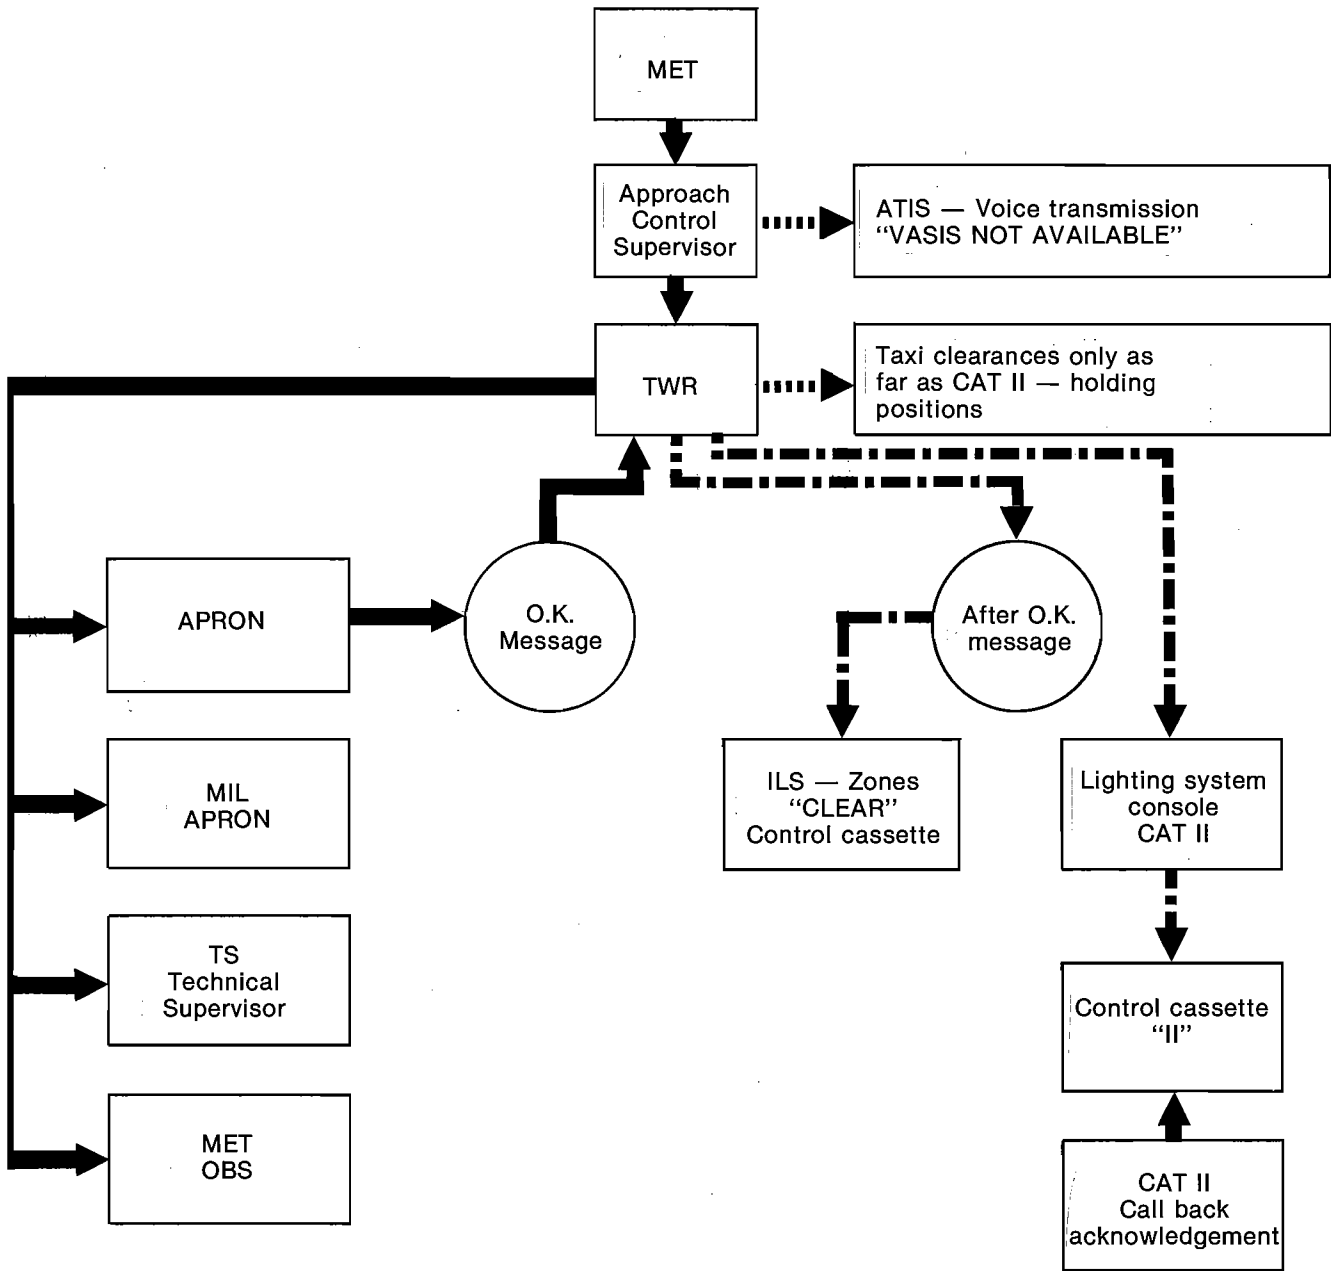 MET
Approach
Control
Supervisor
ATIS — Voice transmission
“VASIS NOT AVAILABLE”
TWR
Taxi clearances only as
far as CAT II — holding
positions
APRON
O.K.
Message
After O.K.
message
MIL
APRON
ILS — Zones
“CLEAR”
Control cassette
Lighting system
console
CAT II
TS
Technical
Supervisor
Control cassette
“II”
MET
OBS
CAT II
Call back
acknowledgement